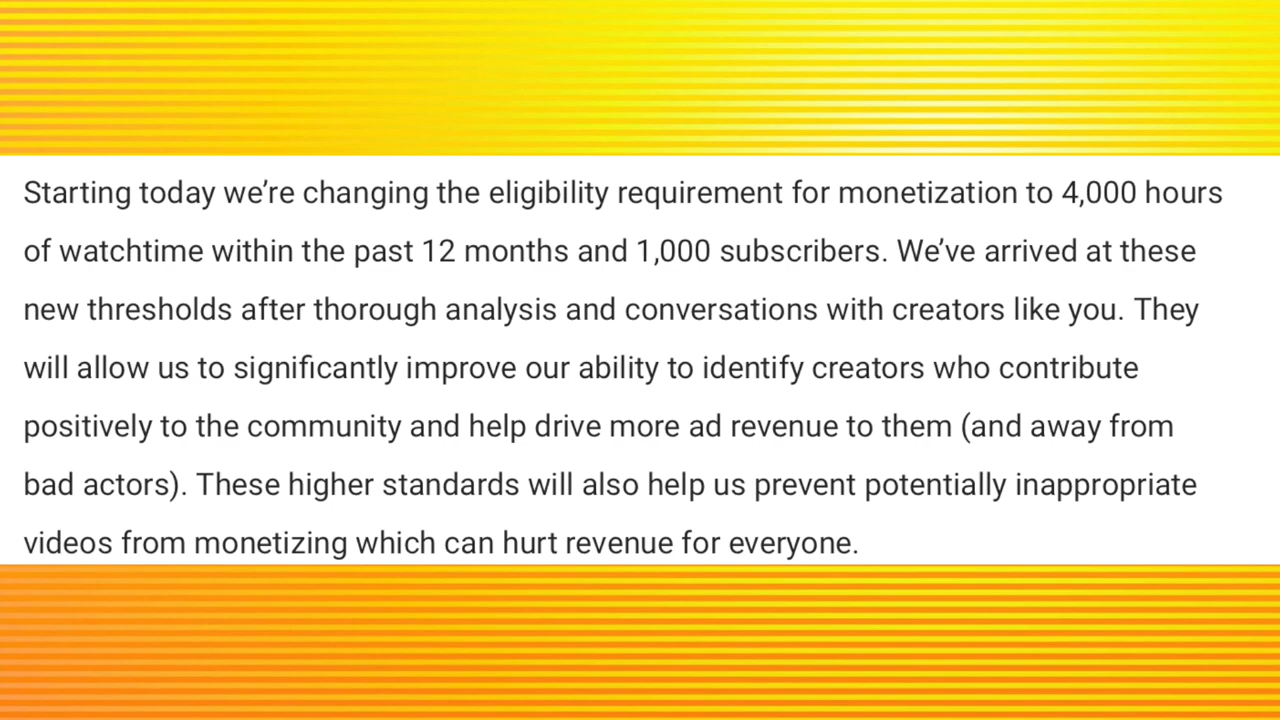 Starting today we’re changing the eligibility requirement for monetization to 4,000 hours
of watchtime within the past 12 months and 1,000 subscribers. We’ve arrived at these
new thresholds after thorough analysis and conversations with creators like you. They
will allow us to significantly improve our ability to identify creators who contribute
positively to the community and help drive more ad revenue to them (and away from
bad actors). These higher standards will also help us prevent potentially inappropriate
videos from monetizing which can hurt revenue for everyone.